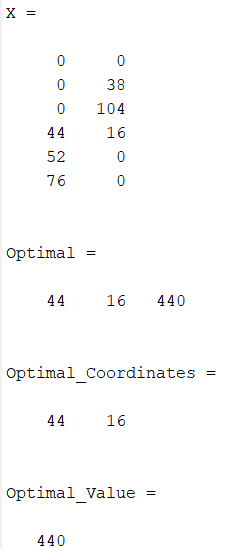 X =
0 0
0 38
0 104
44 16
52 0
76 0
Optimal =
44 16 440
Optimal_Coordinates =
44 16
Optimal_Value =
440